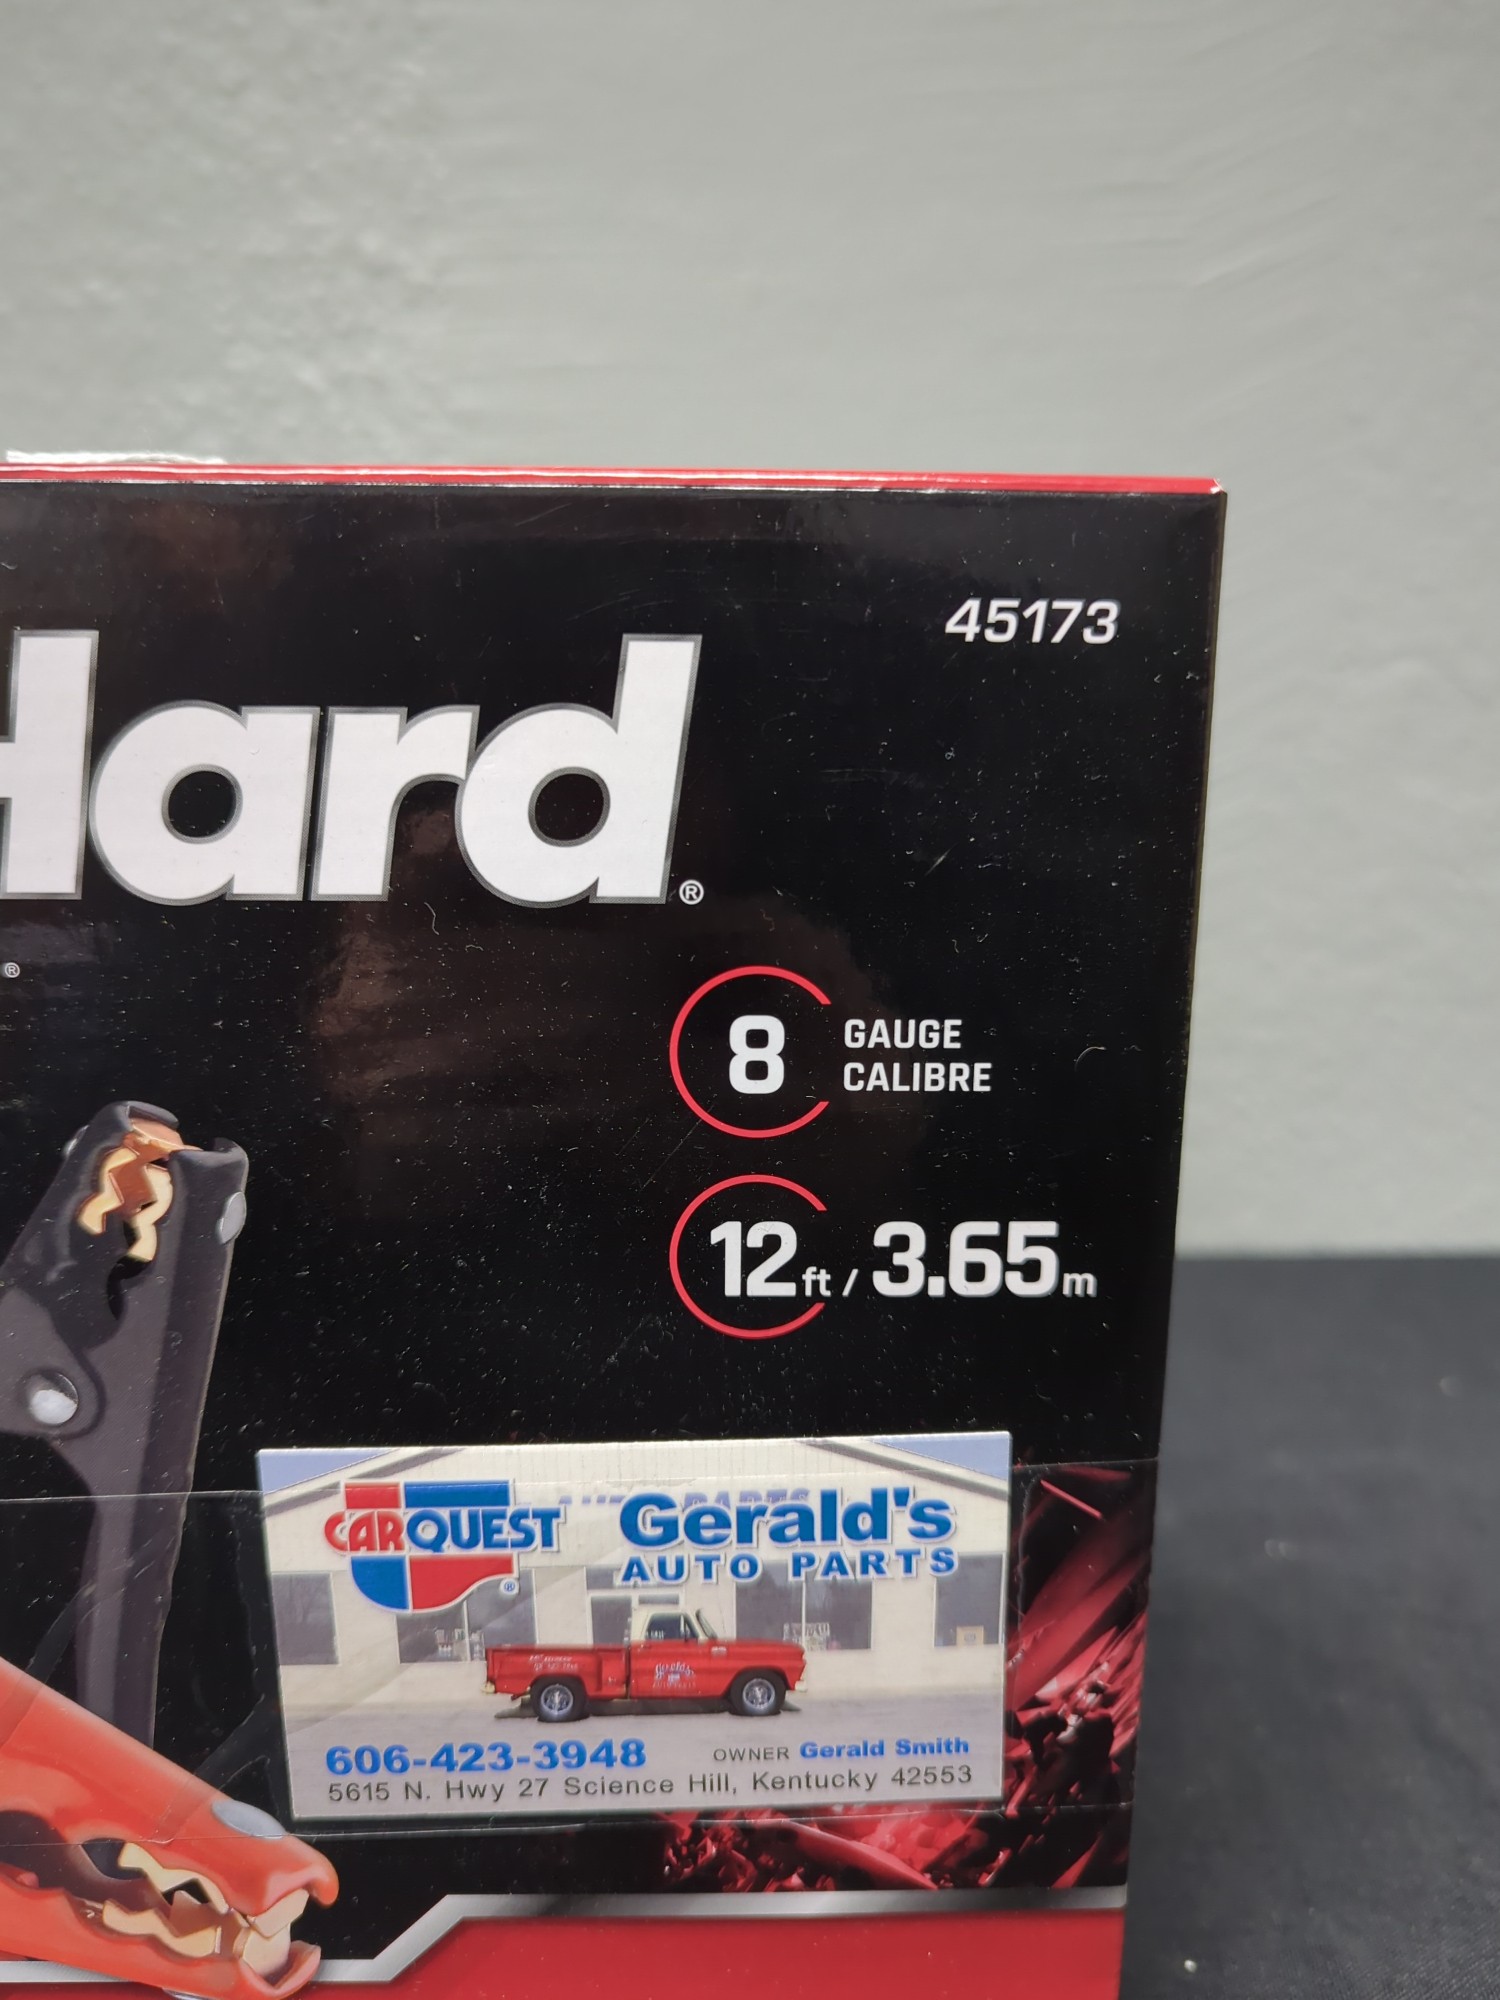 45173
Hard®
®
8 GAUGE
CALIBRE
12ft / 3.65m
CARQUEST®
Gerald's
AUTO PARTS
606-423-3948
OWNER Gerald Smith
5615 N. Hwy 27 Science Hill, Kentucky 42553